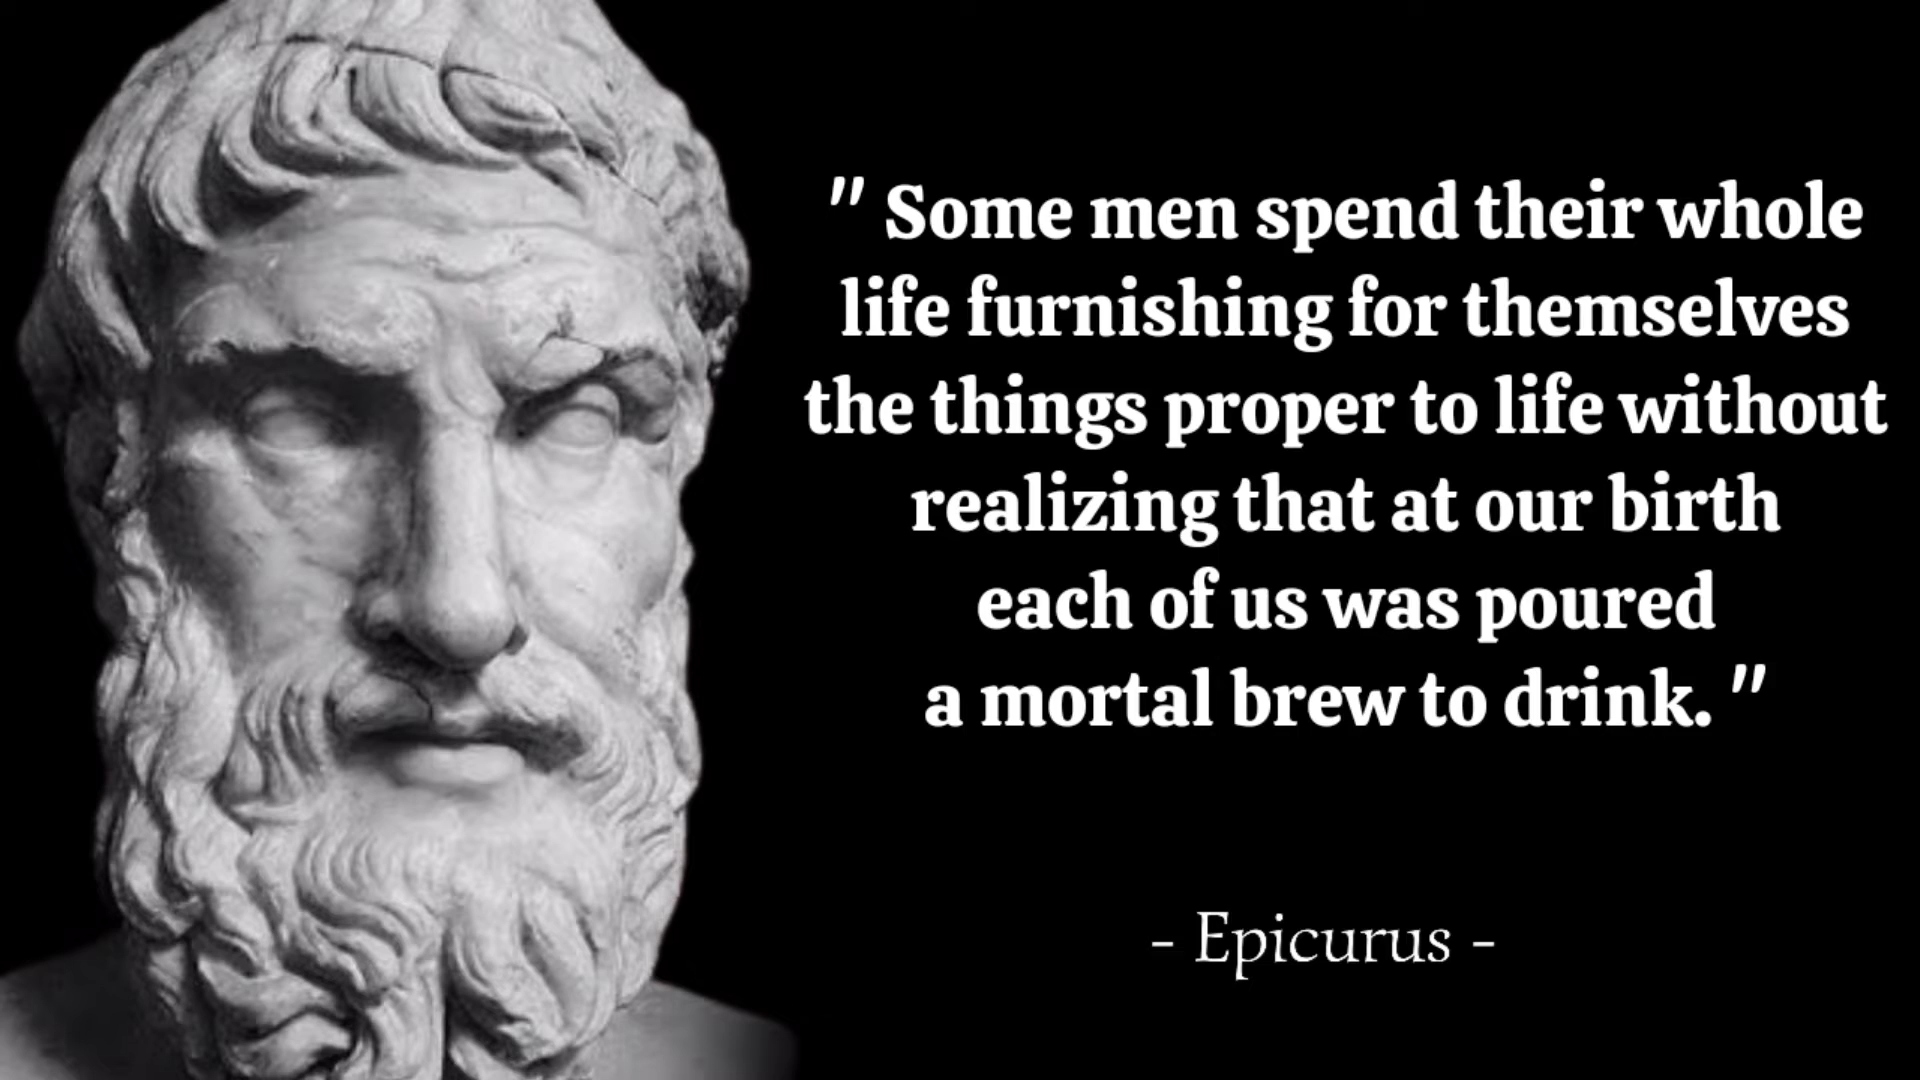 " Some men spend their whole
life furnishing for themselves
the things proper to life without
realizing that at our birth
each of us was poured
a mortal brew to drink. "
- Epicurus -